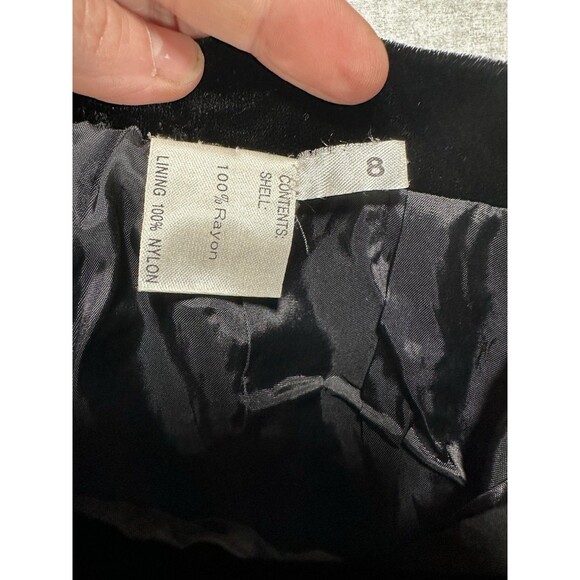 CONTENTS:
SHELL:
100%Rayon
LINING 100% NYLON
8